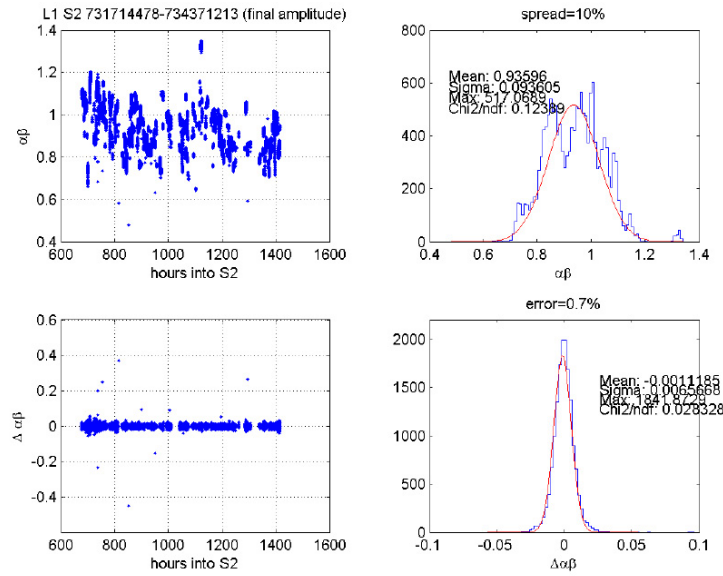 L1 S2 731714478-734371213 (final amplitude)
1.4
1.2
1
0.8
0.6
0.4
αβ
600 800 1000 1200 1400 1600
hours into S2
spread=10%
800
600
400
200
0
Mean: 0.93596
Sigma: 0.093605
Max: 517.0689
Chi2/ndf: 0.12389
0.4 0.6 0.8 1 1.2 1.4
αβ
0.6
0.4
0.2
0
-0.2
-0.4
Δ αβ
600 800 1000 1200 1400 1600
hours into S2
error=0.7%
2000
1500
1000
500
0
Mean: -0.0011185
Sigma: 0.0065668
Max: 1841.8729
Chi2/ndf: 0.028328
-0.1 -0.05 0 0.05 0.1
Δαβ